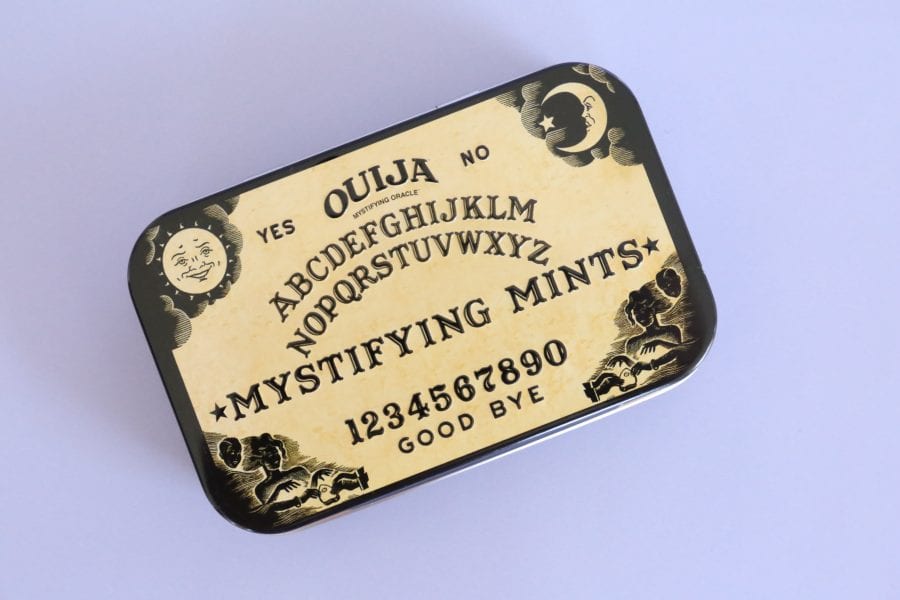 YES OUIJA NO
MYSTIFYING ORACLE
ABCDEFGHIJKLM
NOPQRSTUVWXYZ
★MYSTIFYING MINTS★
1234567890
GOOD BYE